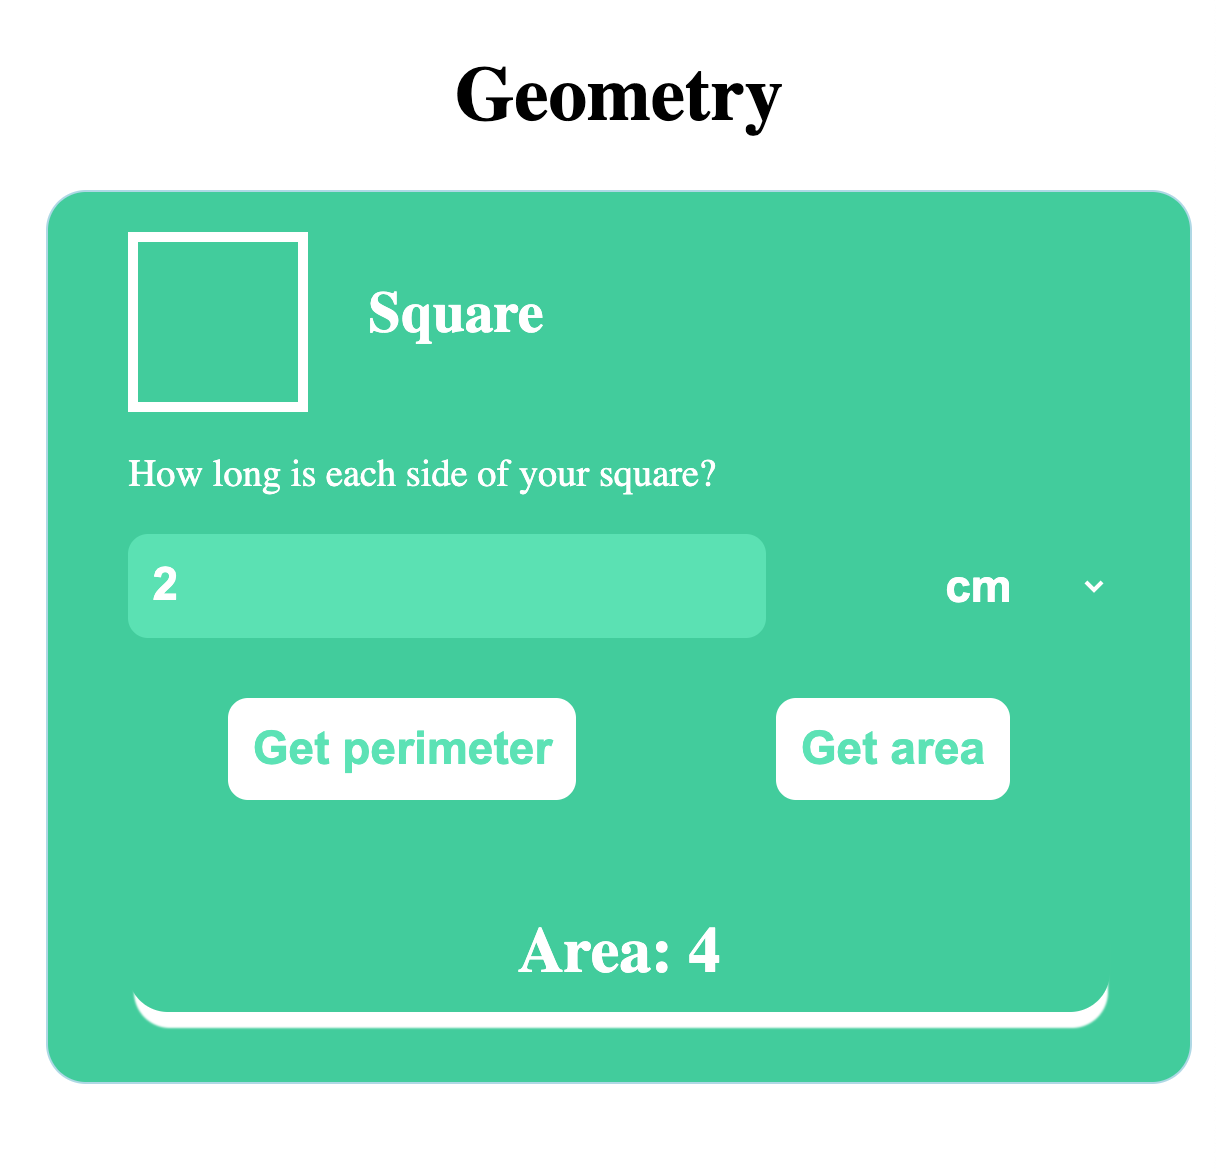 Geometry
Square
How long is each side of your square?
2
cm
Get perimeter
Get area
Area: 4